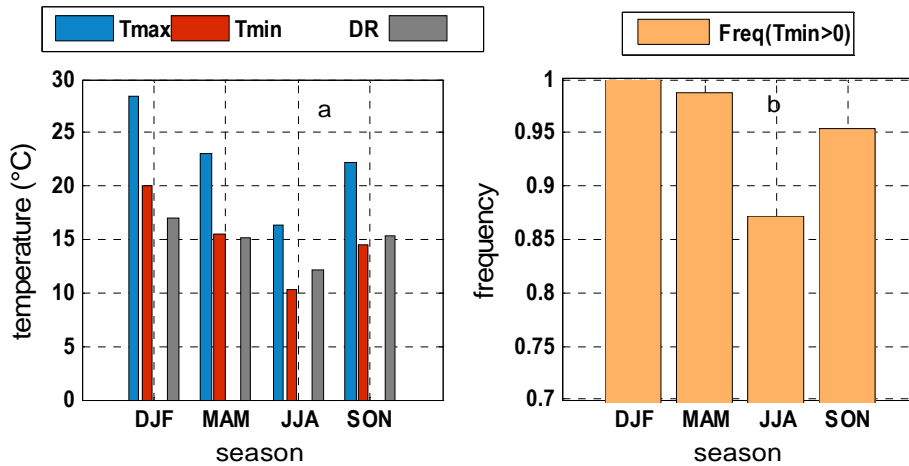 Tmax Tmin DR
a
30
25
20
15
10
5
0
temperature (°C)
DJF MAM JJA SON
season
Freq(Tmin>0)
b
1
0.95
0.9
0.85
0.8
0.75
0.7
frequency
DJF MAM JJA SON
season